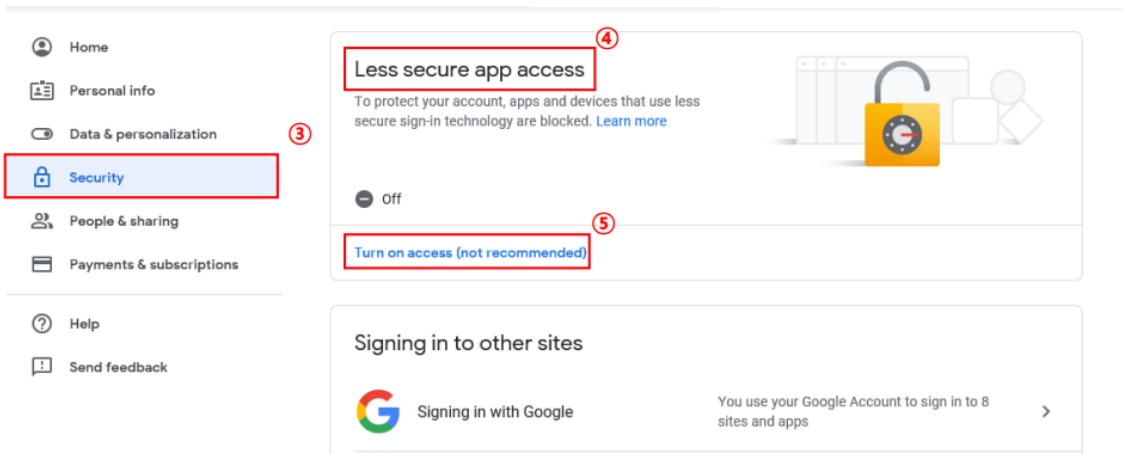 Home
Personal info
Data & personalization
③
Security
People & sharing
Payments & subscriptions
Help
Send feedback
④
Less secure app access
To protect your account, apps and devices that use less
secure sign-in technology are blocked. Learn more
Off
⑤
Turn on access (not recommended)
Signing in to other sites
Signing in with Google
You use your Google Account to sign in to 8
sites and apps